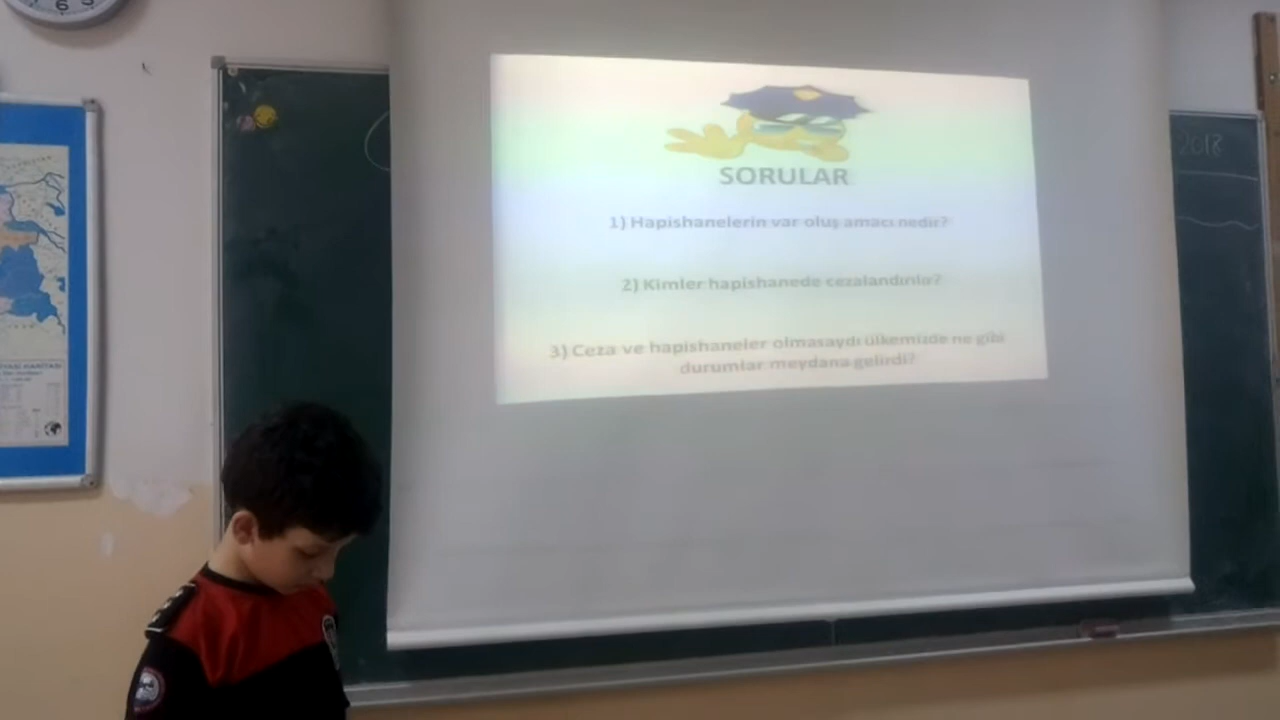 SORULAR
1) Hapishanelerin var oluş amacı nedir?
2) Kimler hapishanede cezalandırılır?
3) Ceza ve hapishaneler olmasaydı ülkemizde ne gibi
durumlar meydana gelirdi?
2018